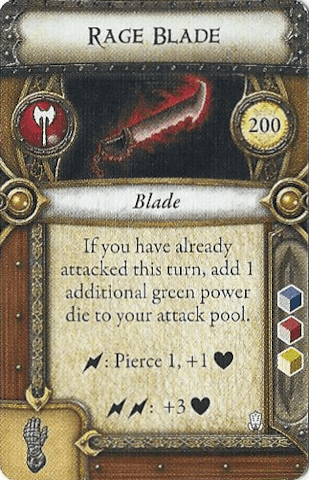 RAGE BLADE
200
Blade
If you have already
attacked this turn, add 1
additional green power
die to your attack pool.
: Pierce 1, +1
: +3